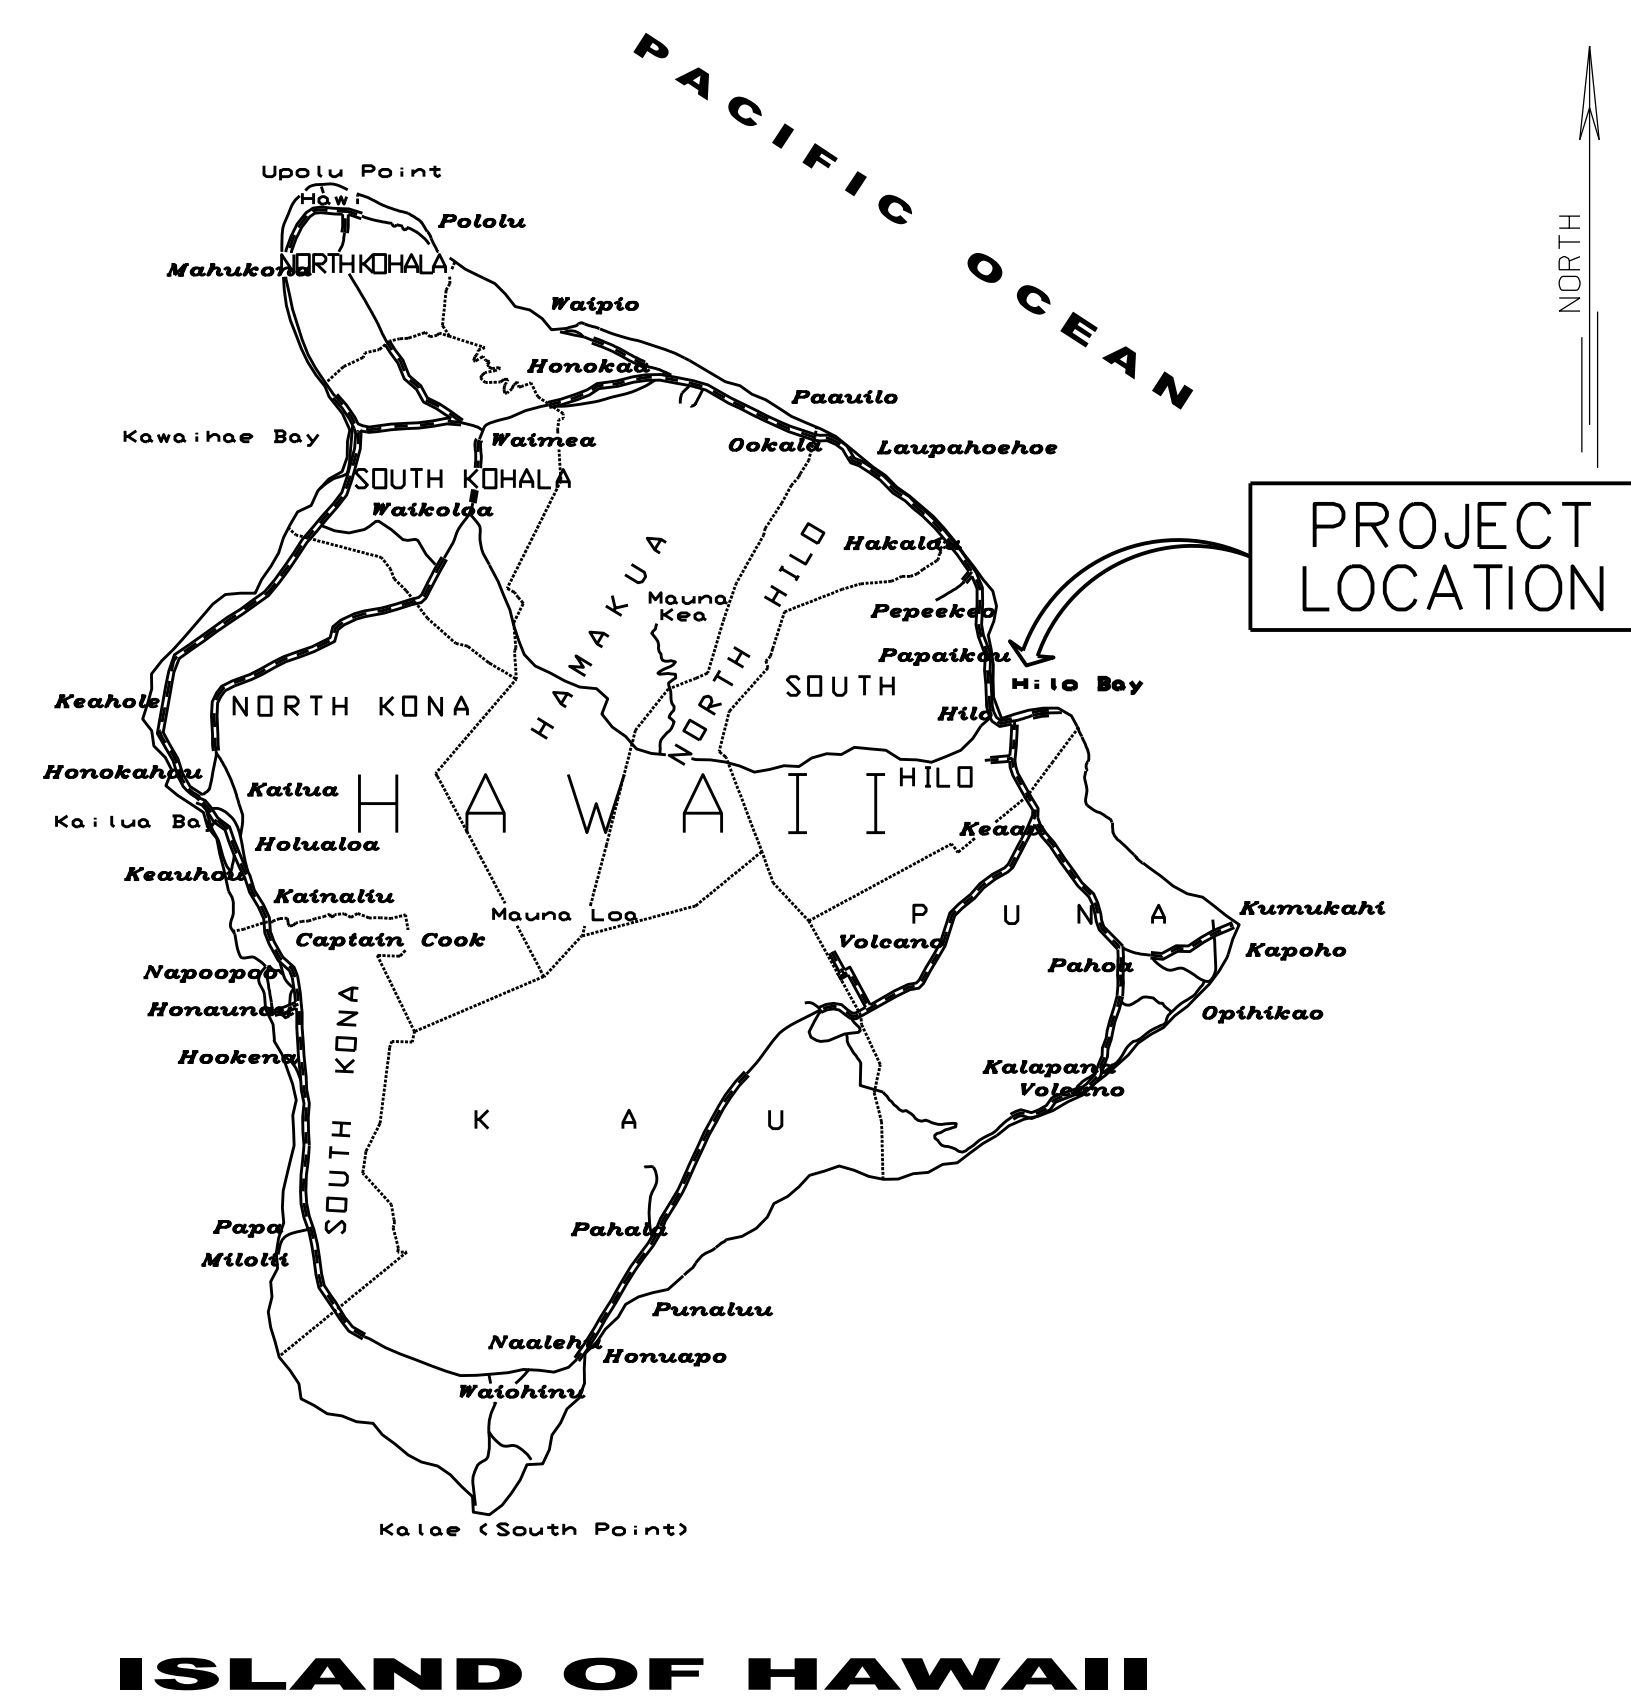 PACIFIC OCEAN
NORTH
Upolu Point
Hawi
Pololu
NORTH KOHALA
Mahukona
Waipio
Honokaa
Paauilo
Kawaihae Bay
Waimea
Ookala
Laupahoehoe
SOUTH KOHALA
Waikoloa
PROJECT
LOCATION
Hakalau
HAMAKUA
NORTH HILO
Mauna
Kea
Pepeekeo
Papaikou
SOUTH
Hilo Bay
Keahole
NORTH KONA
Hilo
Honokahau
HILO
Kailua
HAWAII
Kailua Bay
Keaau
Holualoa
Keauhou
Kainaliu
Mauna Loa
PUNA
Kumukahi
Captain Cook
Volcano
Kapoho
Napoopoo
Pahoa
Honaunau
Opihikao
SOUTH KONA
Hookena
Kalapana
Volcano
KAU
Papa
Pahala
Milolii
Punaluu
Naalehu
Honuapo
Waiohinu
Kalae (South Point)
ISLAND OF HAWAII